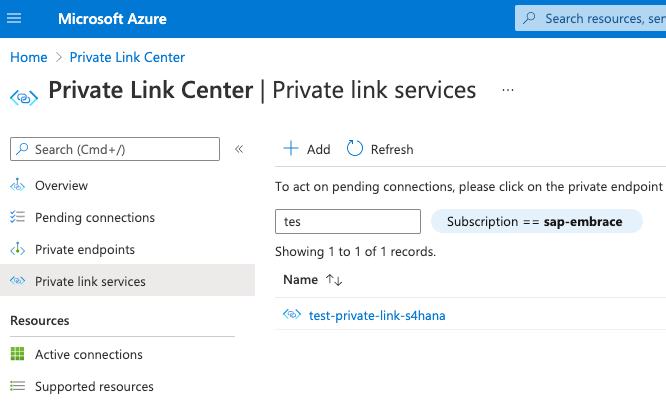 Microsoft Azure
Search resources, ser
Home > Private Link Center
Private Link Center | Private link services ...
Search (Cmd+/) «
Overview
Pending connections
Private endpoints
Private link services
Resources
Active connections
Supported resources
+ Add Refresh
To act on pending connections, please click on the private endpoint
tes
Subscription == sap-embrace
Showing 1 to 1 of 1 records.
Name ↑↓
test-private-link-s4hana